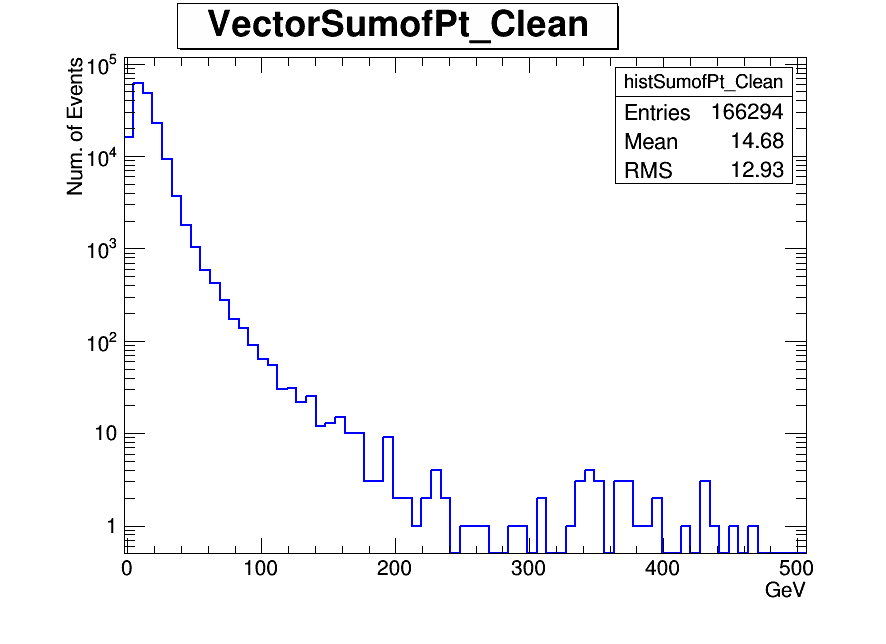 VectorSumofPt_Clean
histSumofPt_Clean
Entries 166294
Mean 14.68
RMS 12.93
Num. of Events
10^5
10^4
10^3
10^2
10
1
0 100 200 300 400 500
GeV